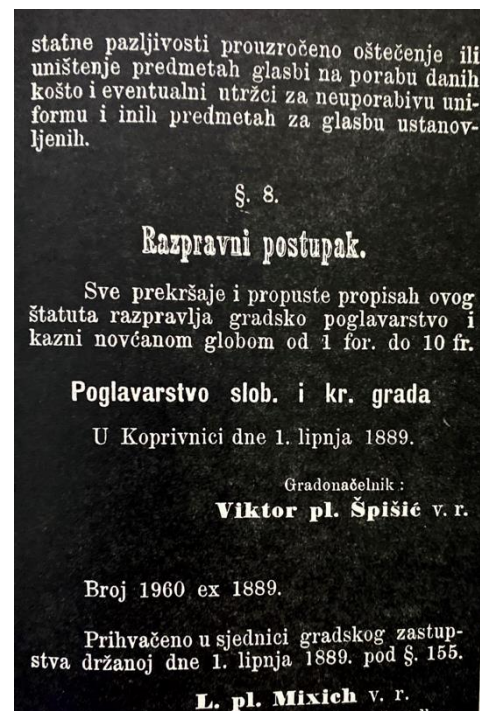 statne pazljivosti prouzročeno oštečenje ili
uništenje predmetah glasbi na porabu danih
košto i eventualni utržci za neuporabivu uni-
formu i inih predmetah za glasbu ustanov-
ljenih.
§. 8.
Razpravni postupak.
Sve prekršaje i propuste propisah ovog
štatuta razpravlja gradsko poglavarstvo i
kazni novćanom globom od 1 for. do 10 fr.
Poglavarstvo slob. i kr. grada
U Koprivnici dne 1. lipnja 1889.
Gradonačelnik :
Viktor pl. Špišić v. r.
Broj 1960 ex 1889.
Prihvačeno u sjednici gradskog zastup-
stva držanoj dne 1. lipnja 1889. pod §. 155.
L. pl. Mixich v. r.